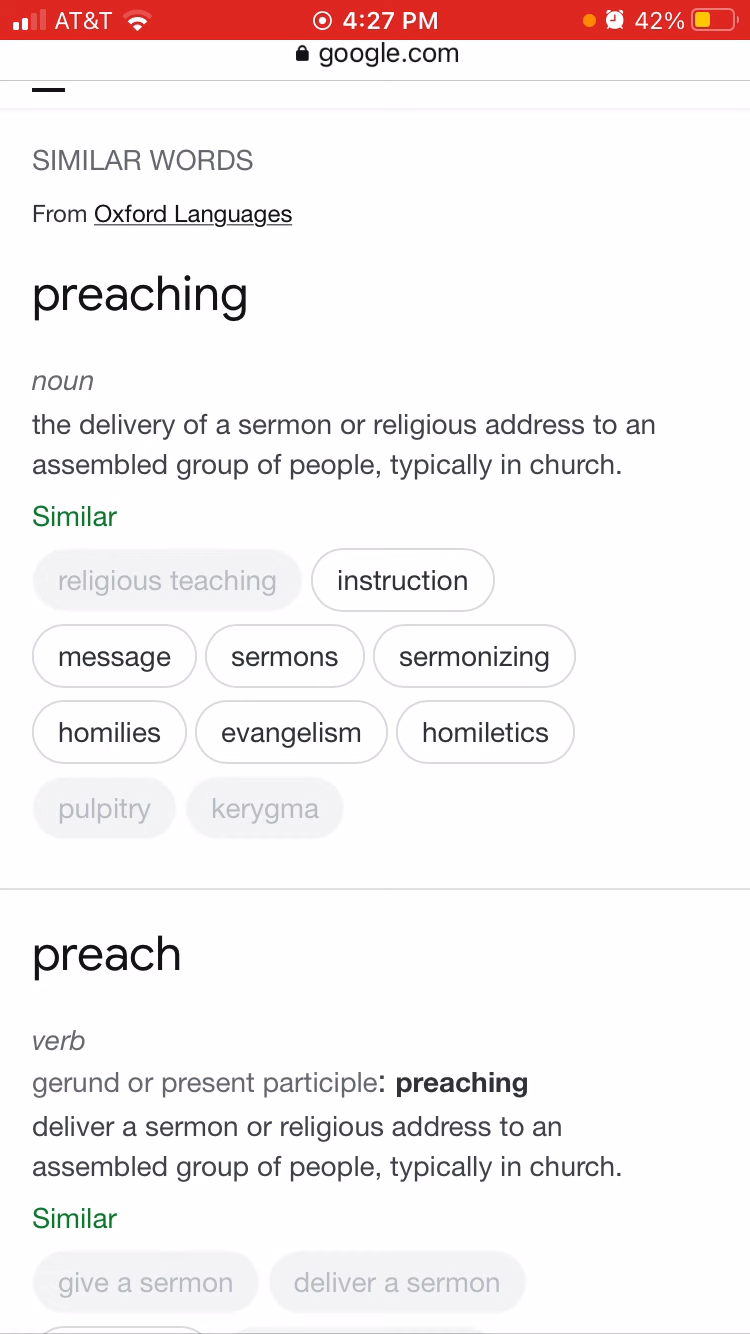 AT&T 4:27 PM 42%
google.com
SIMILAR WORDS
From Oxford Languages
preaching
noun
the delivery of a sermon or religious address to an
assembled group of people, typically in church.
Similar
religious teaching instruction
message sermons sermonizing
homilies evangelism homiletics
pulpitry kerygma
preach
verb
gerund or present participle: preaching
deliver a sermon or religious address to an
assembled group of people, typically in church.
Similar
give a sermon deliver a sermon